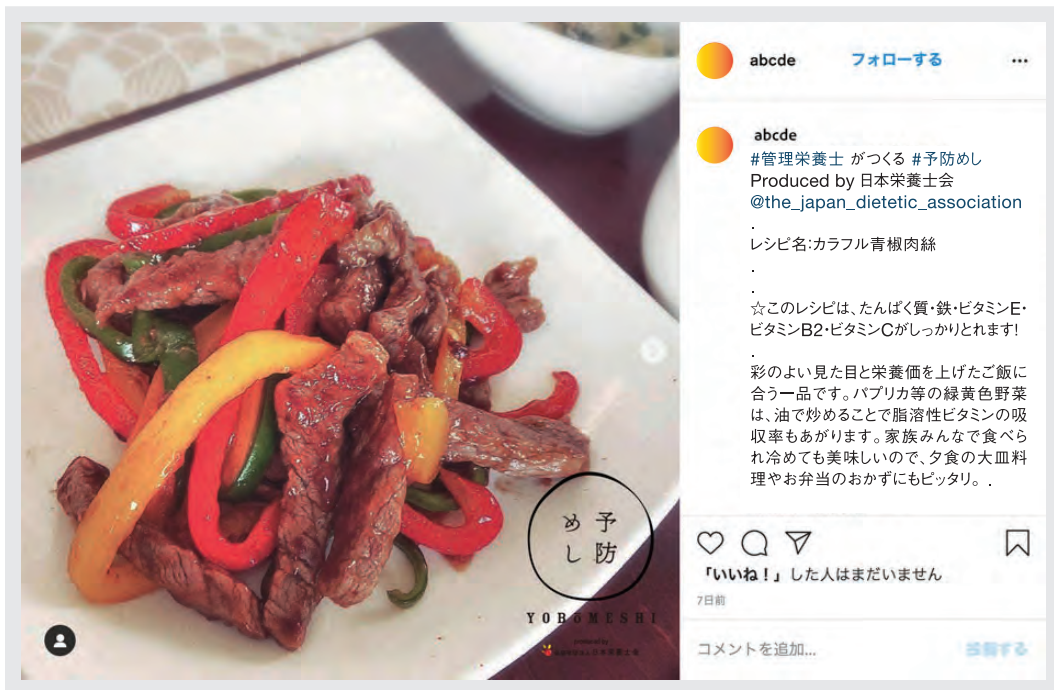 abcde
フォローする
abcde
#管理栄養士 がつくる #予防めし
Produced by 日本栄養士会
@the_japan_dietetic_association
.
レシピ名:カラフル青椒肉絲
.
.
☆このレシピは、たんぱく質・鉄・ビタミンE・
ビタミンB2・ビタミンCがしっかりとれます!
.
彩のよい見た目と栄養価を上げたご飯に
合う一品です。パプリカ等の緑黄色野菜
は、油で炒めることで脂溶性ビタミンの吸
収率もあがります。家族みんなで食べら
れ冷めても美味しいので、夕食の大皿料
理やお弁当のおかずにもピッタリ。 .
「いいね!」した人はまだいません
7日前
コメントを追加...
予防
めし
YOBōMESHI
produced by
日本栄養士会